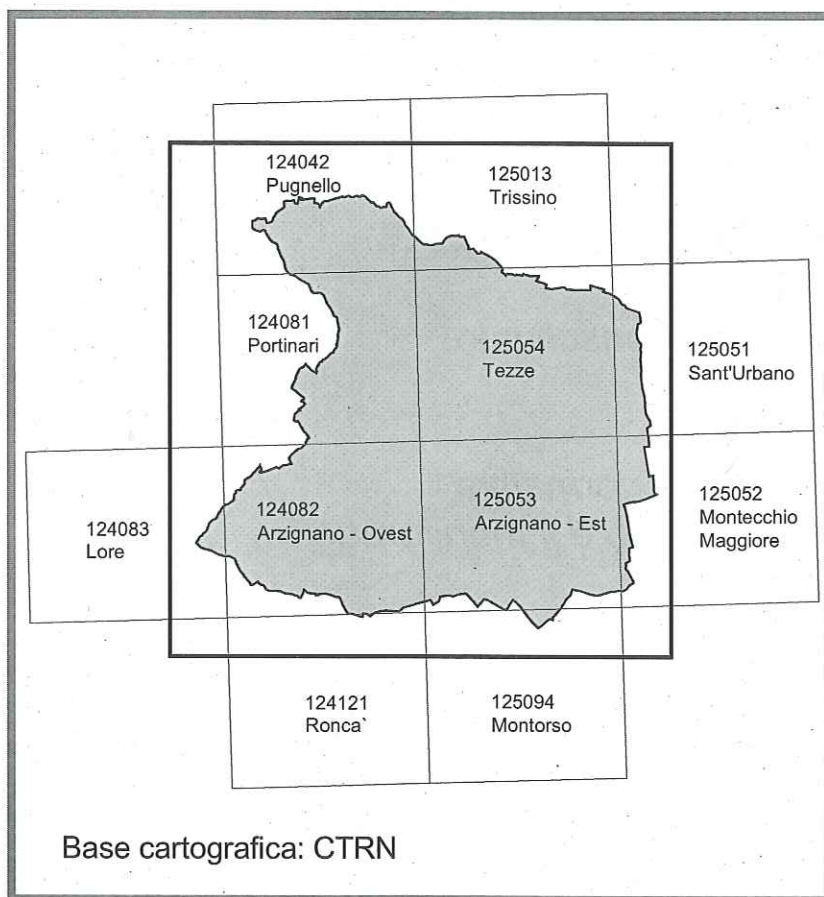 124042
Pugnello
125013
Trissino
124081
Portinari
125054
Tezze
125051
Sant'Urbano
124083
Lore
124082
Arzignano - Ovest
125053
Arzignano - Est
125052
Montecchio
Maggiore
124121
Ronca`
125094
Montorso
Base cartografica: CTRN